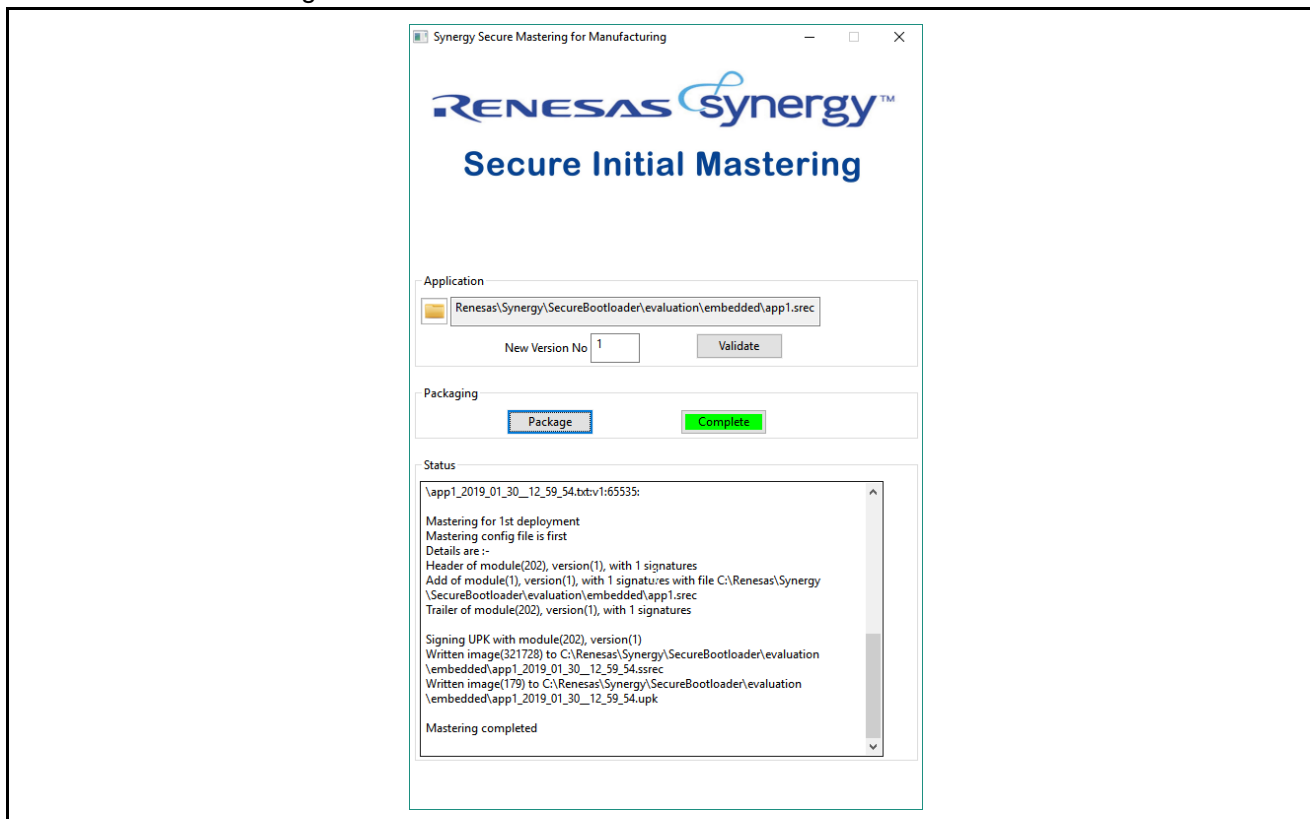 Synergy Secure Mastering for Manufacturing
RENESAS synergy™
Secure Initial Mastering
Application
Renesas\Synergy\SecureBootloader\evaluation\embedded\app1.srec
New Version No 1 Validate
Packaging
Package Complete
Status
\app1_2019_01_30__12_59_54.txt:v1:65535:
Mastering for 1st deployment
Mastering config file is first
Details are :-
Header of module(202), version(1), with 1 signatures
Add of module(1), version(1), with 1 signatures with file C:\Renesas\Synergy
\SecureBootloader\evaluation\embedded\app1.srec
Trailer of module(202), version(1), with 1 signatures
Signing UPK with module(202), version(1)
Written image(321728) to C:\Renesas\Synergy\SecureBootloader\evaluation
\embedded\app1_2019_01_30__12_59_54.ssrec
Written image(179) to C:\Renesas\Synergy\SecureBootloader\evaluation
\embedded\app1_2019_01_30__12_59_54.upk
Mastering completed